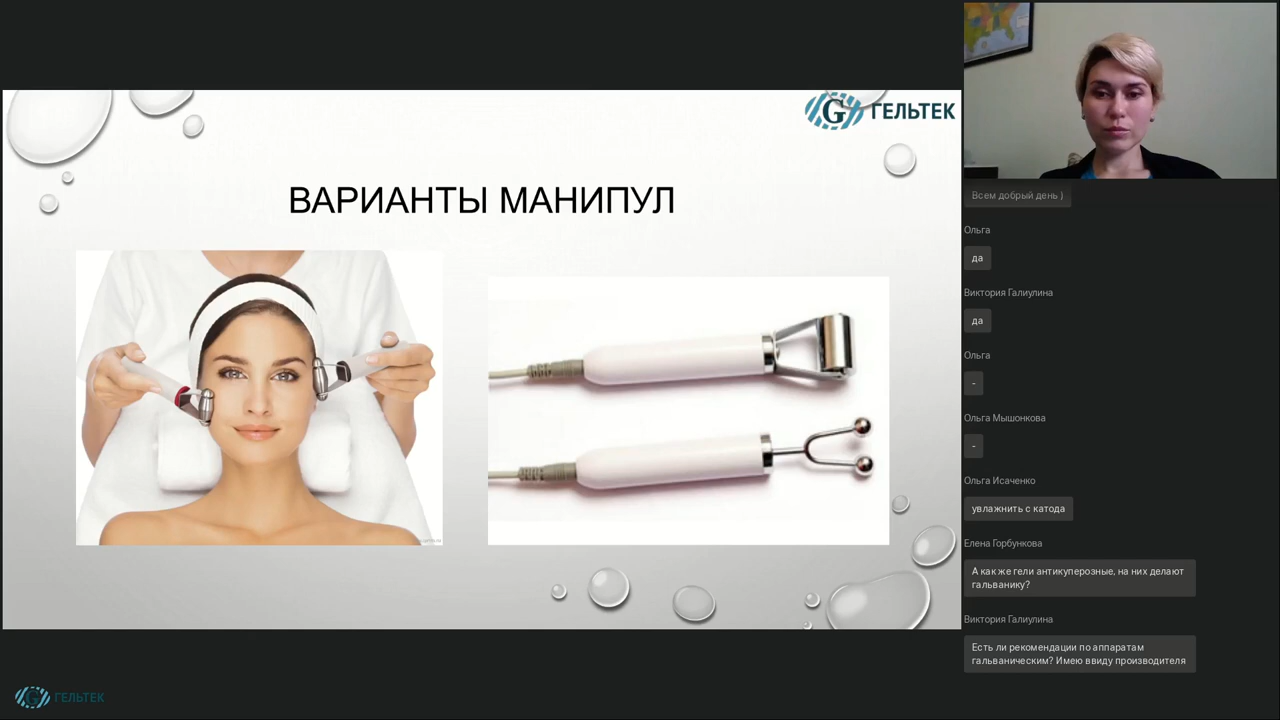 G ГЕЛЬТЕК
ВАРИАНТЫ МАНИПУЛ
G ГЕЛЬТЕК
Всем добрый день )
Ольга
да
Виктория Галиулина
да
Ольга
-
Ольга Мышонкова
-
Ольга Исаченко
увлажнить с катода
Елена Горбункова
А как же гели антикуперозные, на них делают
гальванику?
Виктория Галиулина
Есть ли рекомендации по аппаратам
гальваническим? Имею ввиду производителя